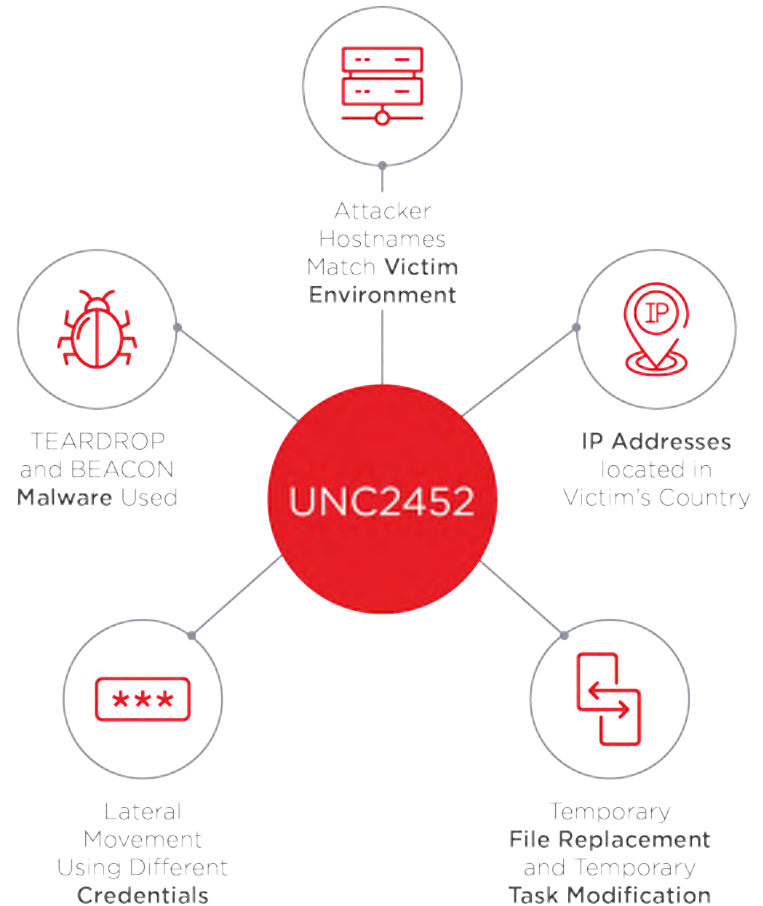 Attacker
Hostnames
Match Victim
Environment
IP
IP Addresses
located in
Victim's Country
TEARDROP
and BEACON
Malware Used
UNC2452
***
Lateral
Movement
Using Different
Credentials
Temporary
File Replacement
and Temporary
Task Modification